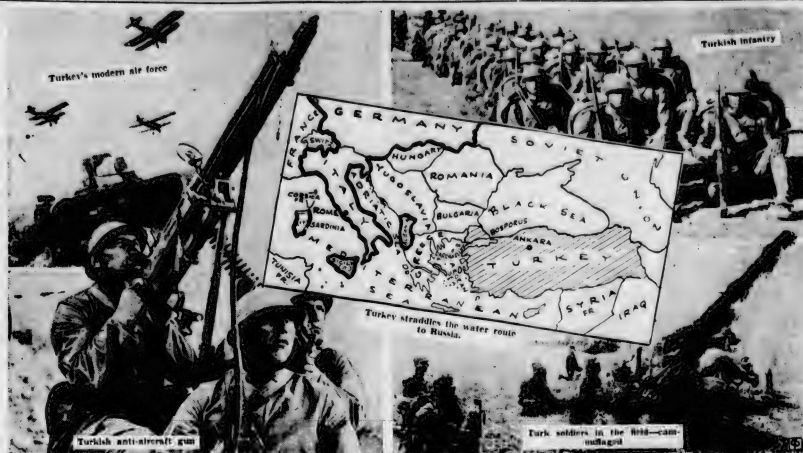 Turkey's modern air force
Turkish infantry
GERMANY
SOVIET UNION
FRANCE
SWITZ
HUNGARY
ITALY
ROMANIA
YUGOSLAVIA
ADRIATIC
CORSICA
ROME
SARDINIA
BULGARIA
BLACK SEA
BOSPORUS
ANKARA
TURKEY
MEDITERRANEAN
SEA
TUNISIA
FR.
SYRIA
FR.
IRAQ
Turkey straddles the water route
to Russia.
Turkish anti-aircraft gun
Turk soldiers in the field—cam-
ouflaged